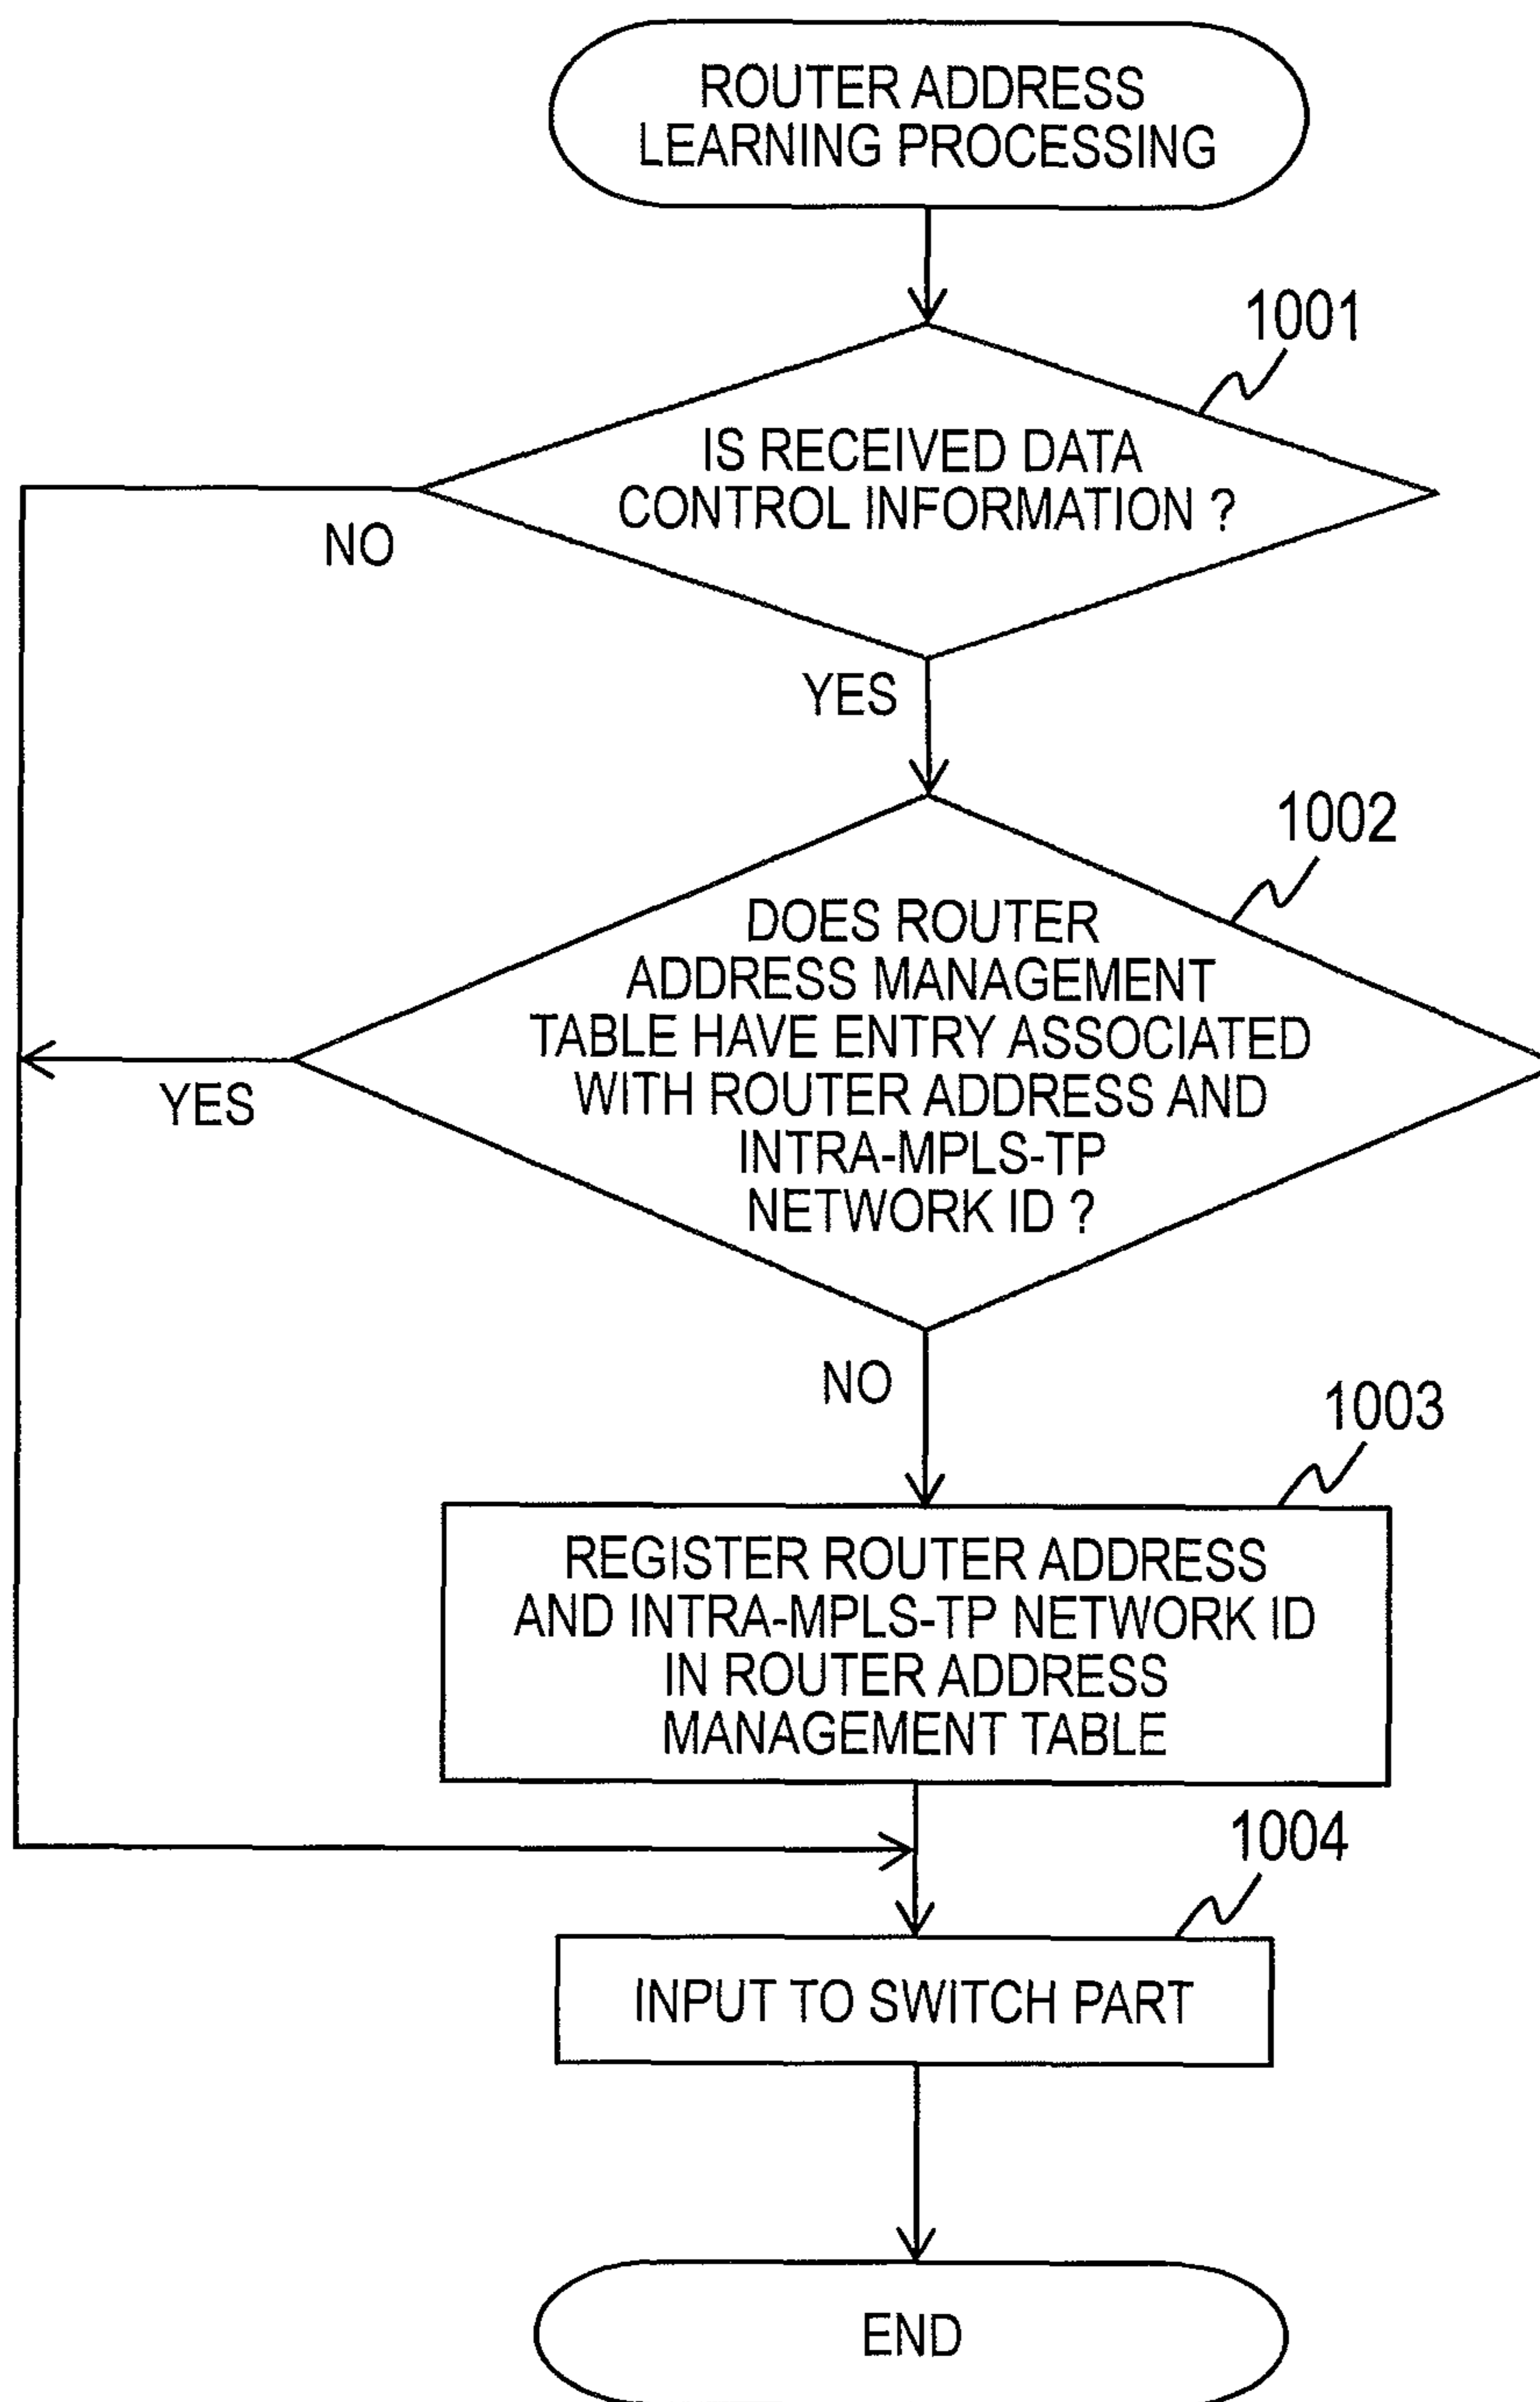 ROUTER ADDRESS
LEARNING PROCESSING
1001
IS RECEIVED DATA
CONTROL INFORMATION ?
NO
YES
1002
DOES ROUTER
ADDRESS MANAGEMENT
TABLE HAVE ENTRY ASSOCIATED
WITH ROUTER ADDRESS AND
INTRA-MPLS-TP
NETWORK ID ?
YES
NO
1003
REGISTER ROUTER ADDRESS
AND INTRA-MPLS-TP NETWORK ID
IN ROUTER ADDRESS
MANAGEMENT TABLE
1004
INPUT TO SWITCH PART
END